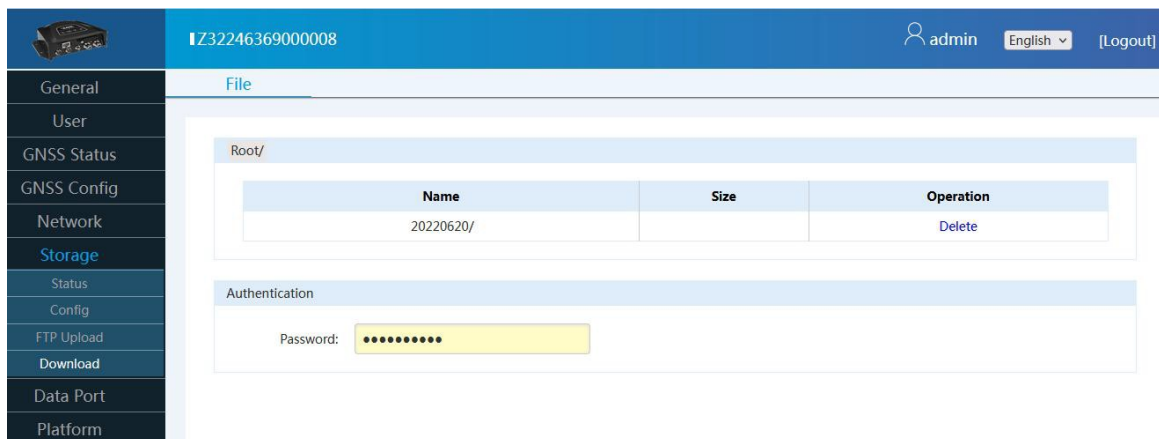 IZ32246369000008
admin
English
[Logout]
General
User
GNSS Status
GNSS Config
Network
Storage
Status
Config
FTP Upload
Download
Data Port
Platform
File
Root/
Name Size Operation
20220620/ Delete
Authentication
Password: ••••••••••